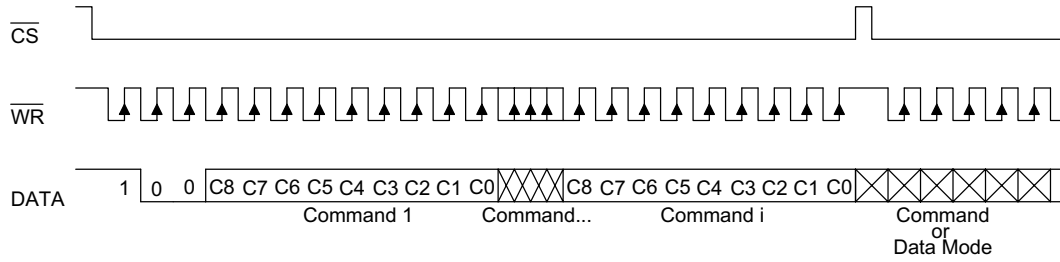 CS
WR
DATA 1 0 0 C8 C7 C6 C5 C4 C3 C2 C1 C0 C8 C7 C6 C5 C4 C3 C2 C1 C0
Command 1 Command... Command i Command
or
Data Mode